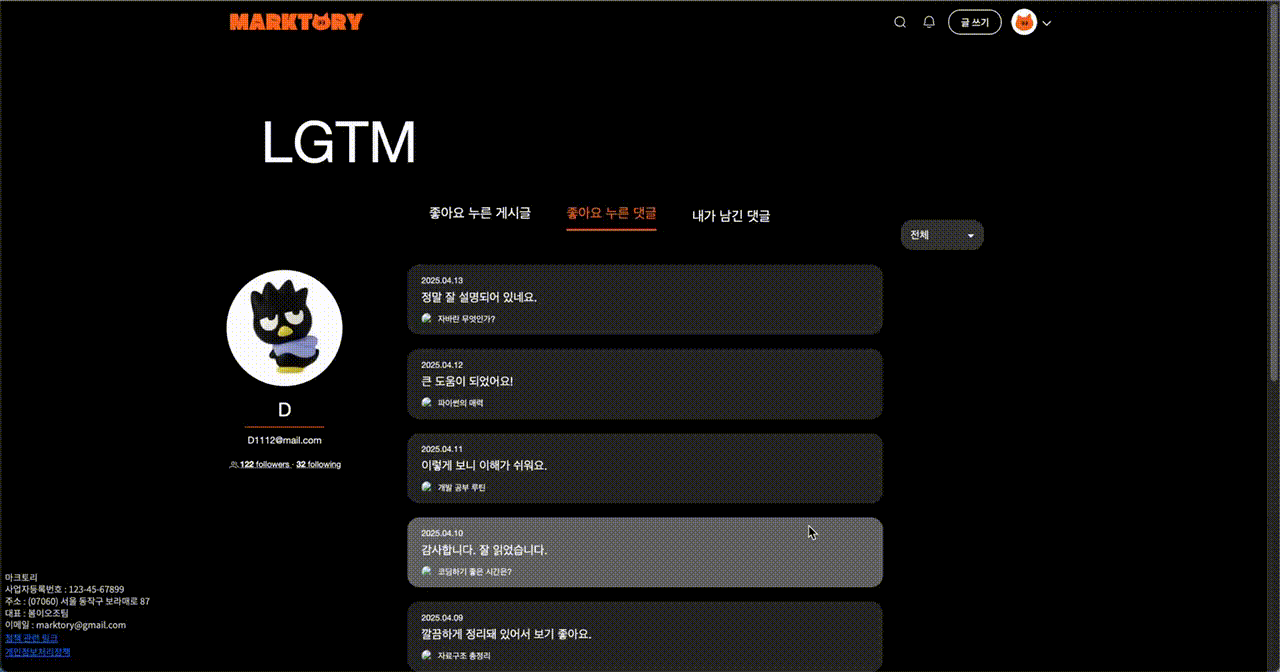 MARKTORY
글 쓰기
LGTM
좋아요 누른 게시글
좋아요 누른 댓글
내가 남긴 댓글
전체
D
D1112@mail.com
122 followers · 32 following
2025.04.13
정말 잘 설명되어 있네요.
자바란 무엇인가?
2025.04.12
큰 도움이 되었어요!
파이썬의 매력
2025.04.11
이렇게 보니 이해가 쉬워요.
개발 공부 루틴
2025.04.10
감사합니다. 잘 읽었습니다.
코딩하기 좋은 시간은?
2025.04.09
깔끔하게 정리돼 있어서 보기 좋아요.
자료구조 총정리
마크토리
사업자등록번호 : 123-45-67899
주소 : (07060) 서울 동작구 보라매로 87
대표 : 봄이오조팀
이메일 : marktory@gmail.com
정책 관련 링크
개인정보처리정책